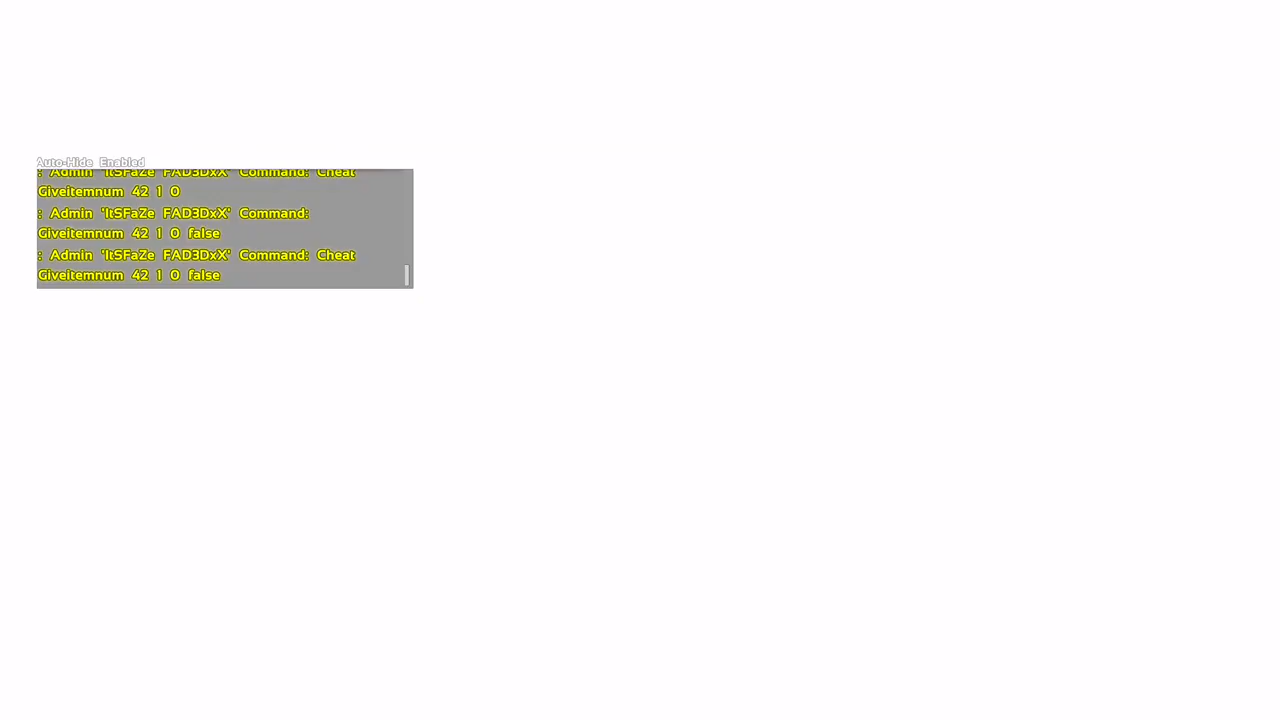 Auto-Hide Enabled
: Admin 'ItSFaZe FAD3DxX' Command: Cheat
Giveitemnum 42 1 0
: Admin 'ItSFaZe FAD3DxX' Command:
Giveitemnum 42 1 0 false
: Admin 'ItSFaZe FAD3DxX' Command: Cheat
Giveitemnum 42 1 0 false